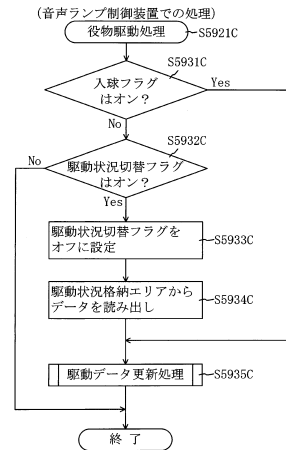 (音声ランプ制御装置での処理)
役物駆動処理
S5921C
S5931C
入球フラグ
はオン?
Yes
No
S5932C
駆動状況切替フラグ
はオン?
No
Yes
駆動状況切替フラグを
オフに設定
S5933C
駆動状況格納エリアから
データを読み出し
S5934C
駆動データ更新処理
S5935C
終了